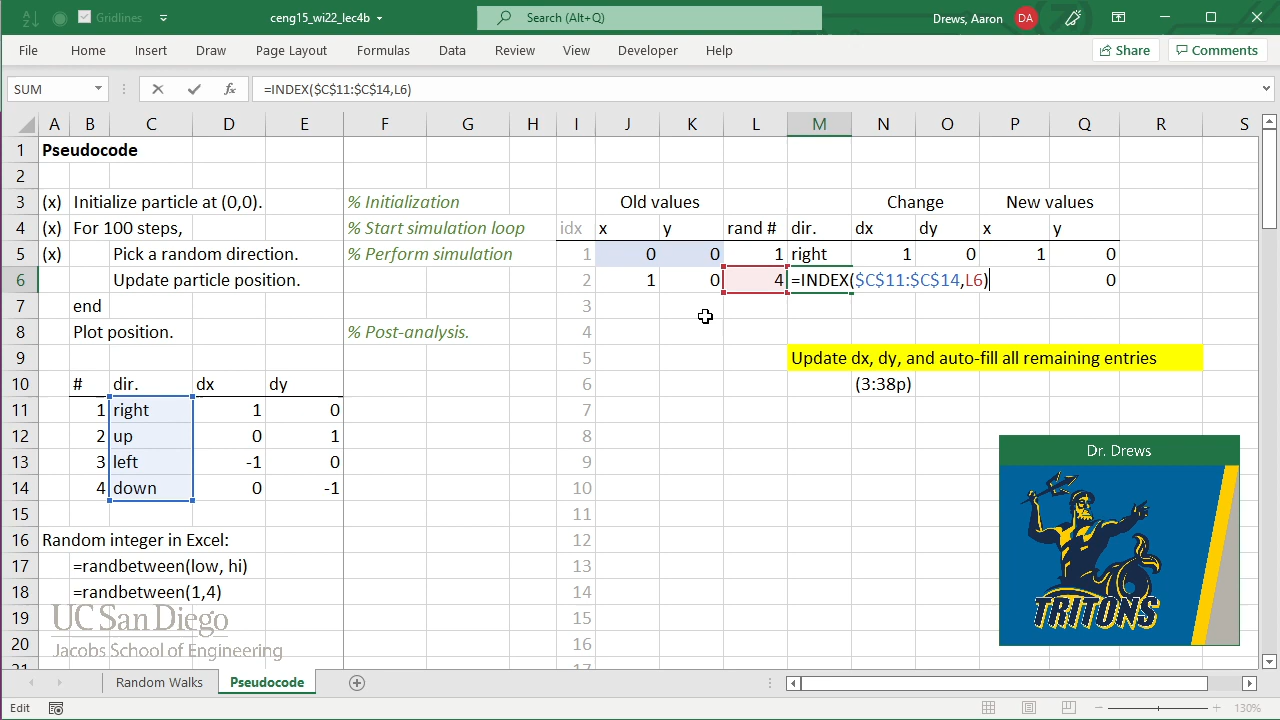 Gridlines
ceng15_wi22_lec4b
Search (Alt+Q)
Drews, Aaron
DA
File Home Insert Draw Page Layout Formulas Data Review View Developer Help Share Comments
SUM fx =INDEX($C$11:$C$14,L6)
A B C D E F G H I J K L M N O P Q R S
1 Pseudocode
2
3 (x) Initialize particle at (0,0). % Initialization Old values Change New values
4 (x) For 100 steps, % Start simulation loop idx x y rand # dir. dx dy x y
5 (x) Pick a random direction. % Perform simulation 1 0 0 1 right 1 0 1 0
6 Update particle position. 2 1 0 4 =INDEX($C$11:$C$14,L6) 0
7 end 3
8 Plot position. % Post-analysis. 4
9 5 Update dx, dy, and auto-fill all remaining entries
10 # dir. dx dy 6 (3:38p)
11 1 right 1 0 7
12 2 up 0 1 8
13 3 left -1 0 9
14 4 down 0 -1 10
15 11
16 Random integer in Excel: 12
17 =randbetween(low, hi) 13
18 =randbetween(1,4) 14
19 15
20 16
21 17
Dr. Drews
TRITONS
UC San Diego
Jacobs School of Engineering
Random Walks Pseudocode
Edit 130%